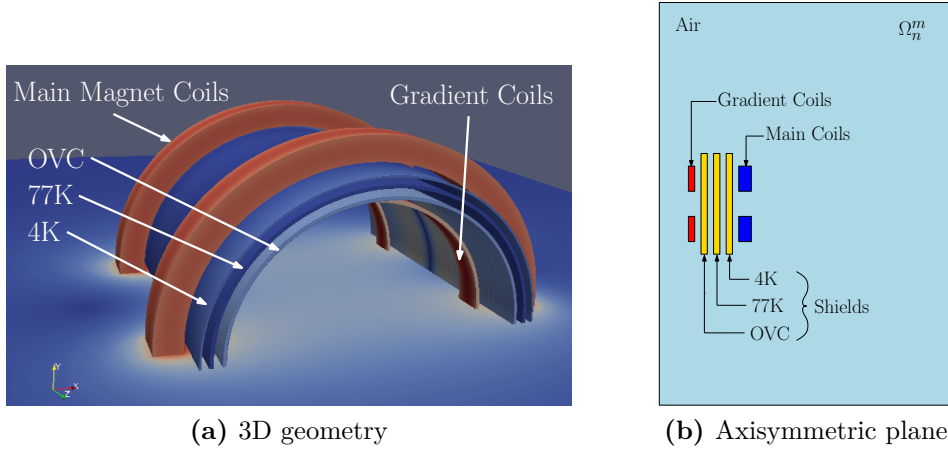 Main Magnet Coils
Gradient Coils
OVC
77K
4K
Y
X
Z
(a) 3D geometry
Air
Ω_n^m
Gradient Coils
Main Coils
4K
77K
Shields
OVC
(b) Axisymmetric plane